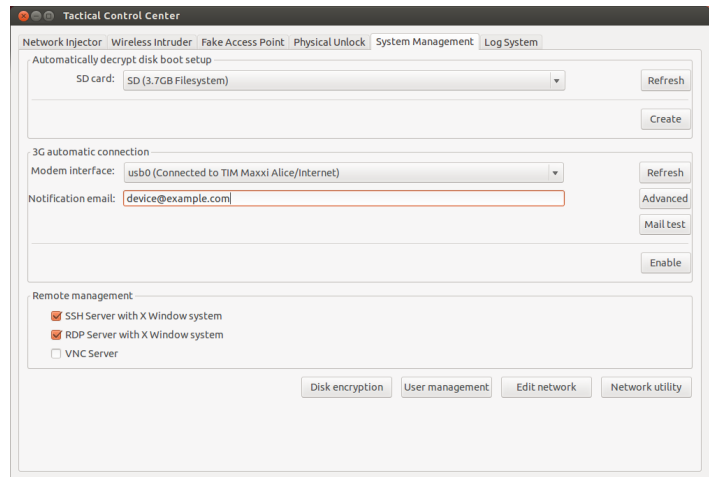 Tactical Control Center
Network Injector Wireless Intruder Fake Access Point Physical Unlock System Management Log System
Automatically decrypt disk boot setup
SD card: SD (3.7GB Filesystem) Refresh
Create
3G automatic connection
Modem interface: usb0 (Connected to TIM Maxxi Alice/Internet) Refresh
Notification email: device@example.com Advanced
Mail test
Enable
Remote management
SSH Server with X Window system
RDP Server with X Window system
VNC Server
Disk encryption User management Edit network Network utility